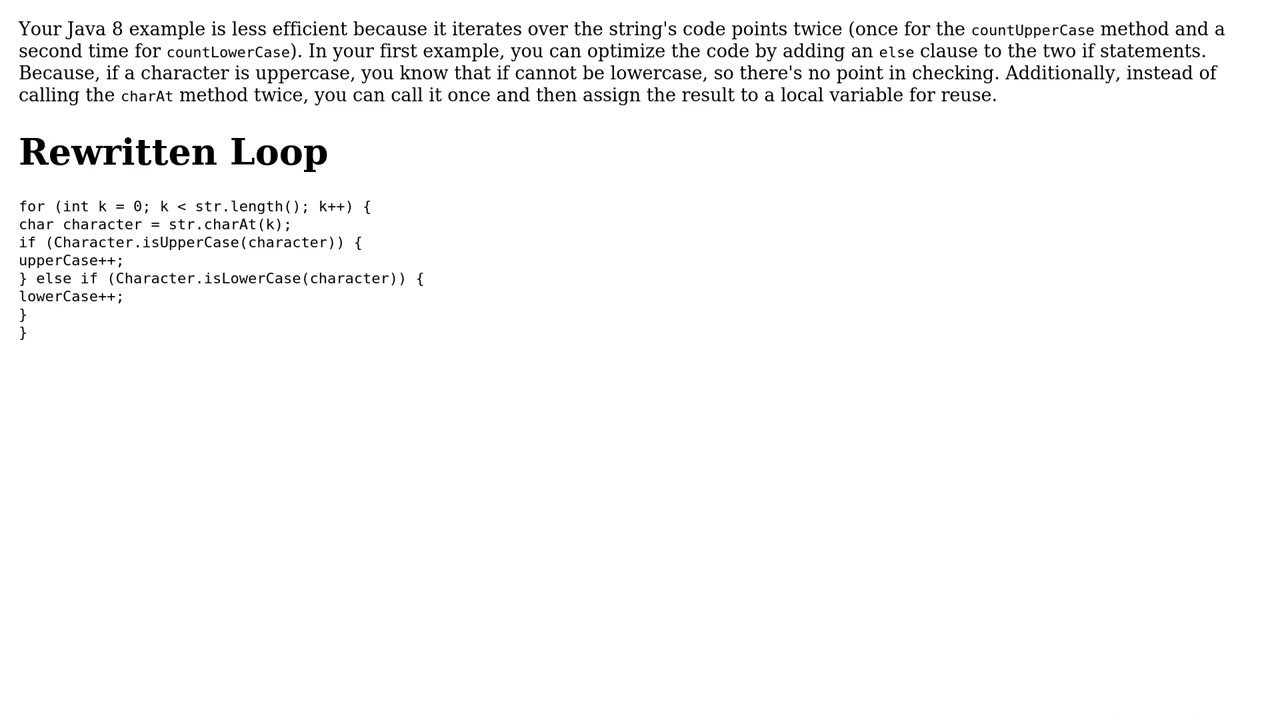 Your Java 8 example is less efficient because it iterates over the string's code points twice (once for the countUpperCase method and a
second time for countLowerCase). In your first example, you can optimize the code by adding an else clause to the two if statements.
Because, if a character is uppercase, you know that if cannot be lowercase, so there's no point in checking. Additionally, instead of
calling the charAt method twice, you can call it once and then assign the result to a local variable for reuse.
Rewritten Loop
for (int k = 0; k < str.length(); k++) {
char character = str.charAt(k);
if (Character.isUpperCase(character)) {
upperCase++;
} else if (Character.isLowerCase(character)) {
lowerCase++;
}
}